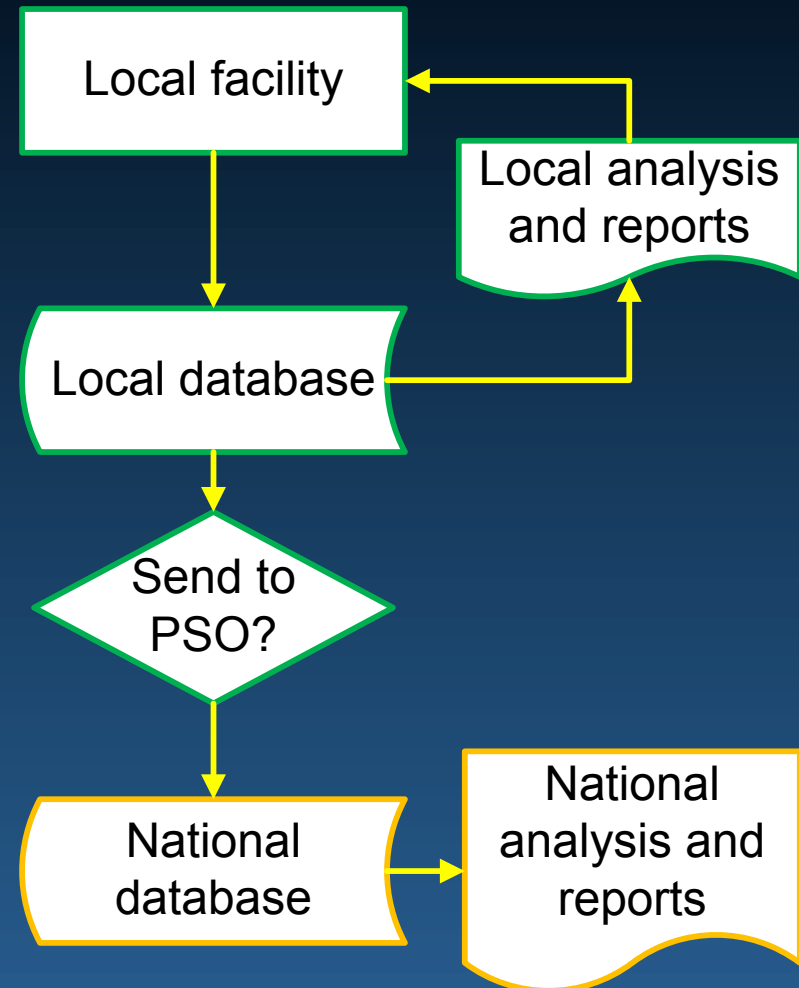 Local facility
Local analysis
and reports
Local database
Send to
PSO?
National
database
National
analysis and
reports